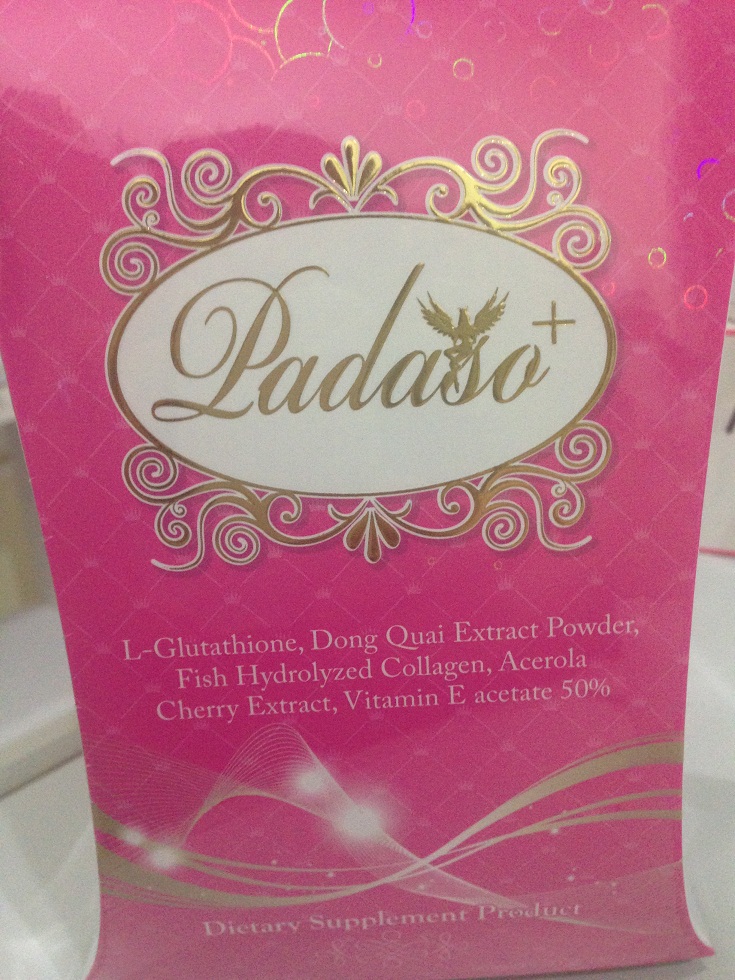 Padaso+
L-Glutathione, Dong Quai Extract Powder,
Fish Hydrolyzed Collagen, Acerola
Cherry Extract, Vitamin E acetate 50%
Dietary Supplement Product